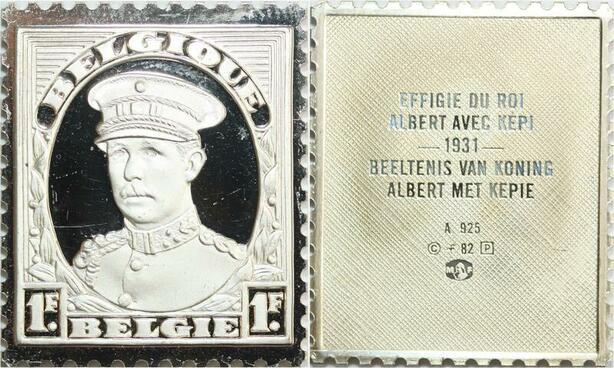 BELGIQUE
1F. BELGIE 1F.
EFFIGIE DU ROI
ALBERT AVEC KEPI
— 1931 —
BEELTENIS VAN KONING
ALBERT MET KEPIE
A 925
© F 82 P